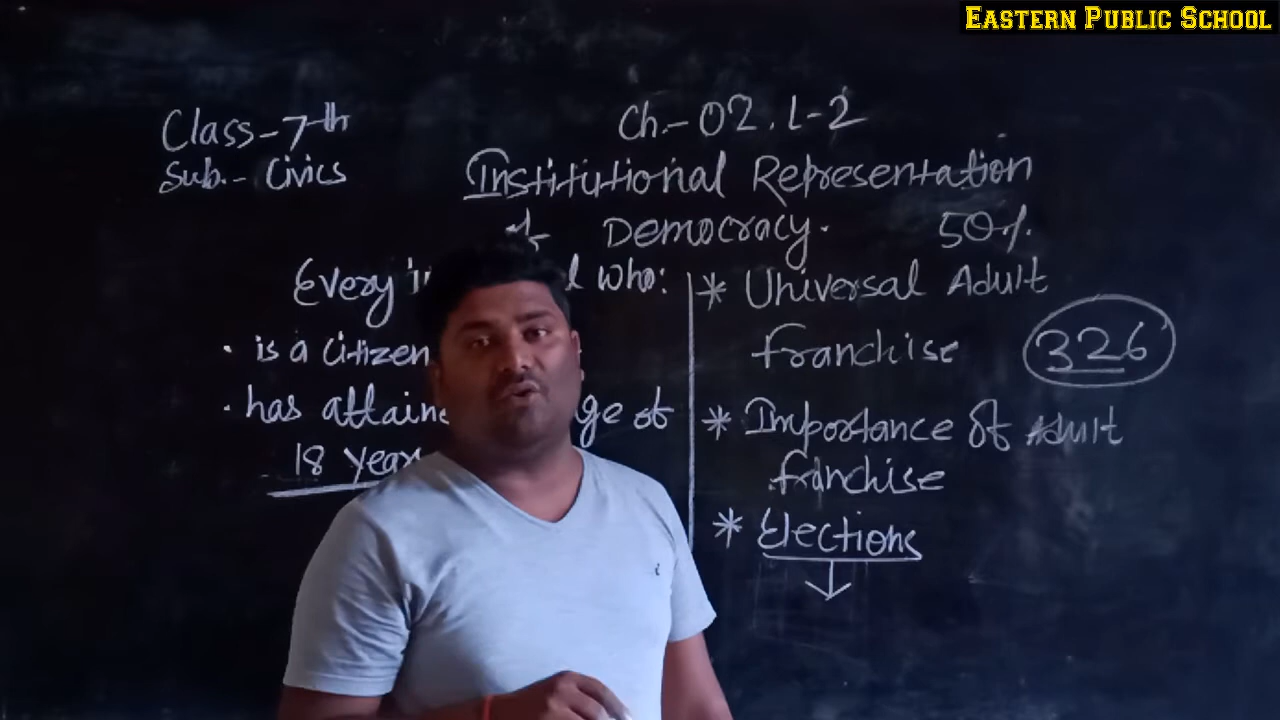 EASTERN PUBLIC SCHOOL
Class-7th
Sub.- Civics
Ch.-02. L-2
Institutional Representation
of DEMOCRACY. 50%.
Every who:
• is a Citizen
• has attaine ge of
18 year
* Universal Adult
franchise 326
* Importance of Adult
franchise
* Elections